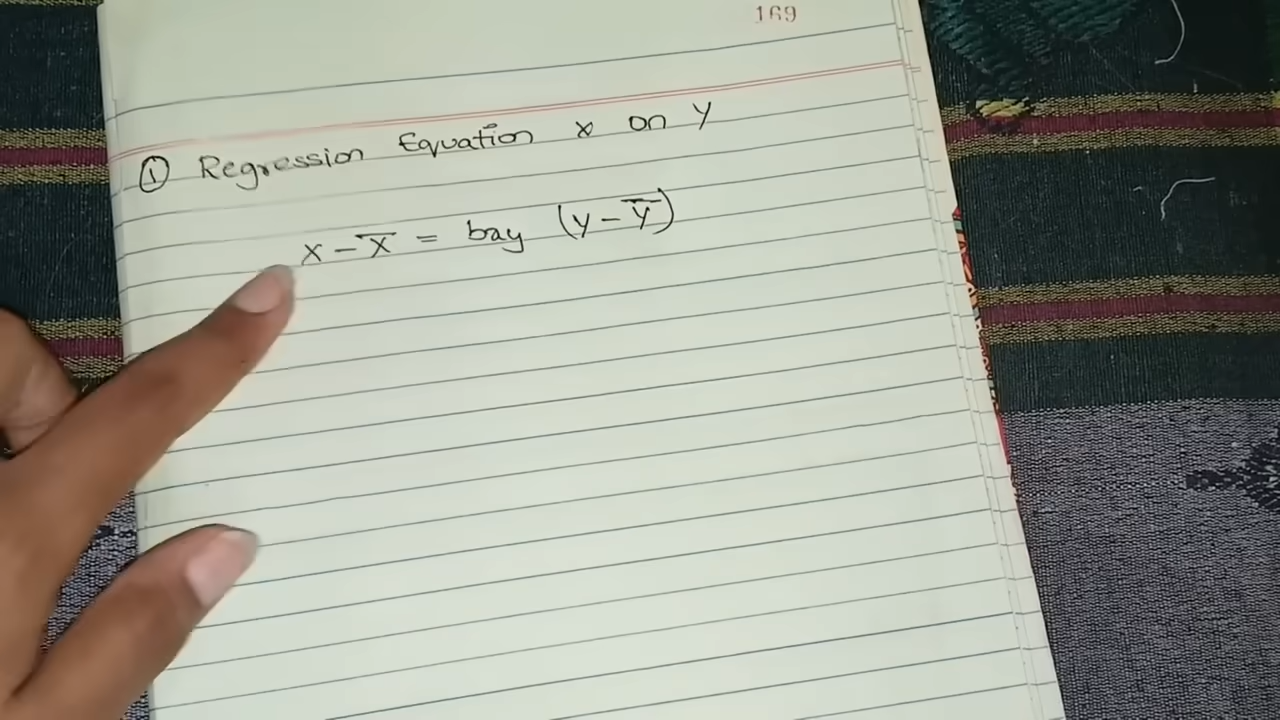 169
① Regression Equation x on y
x - x̅ = bxy (y - y̅)